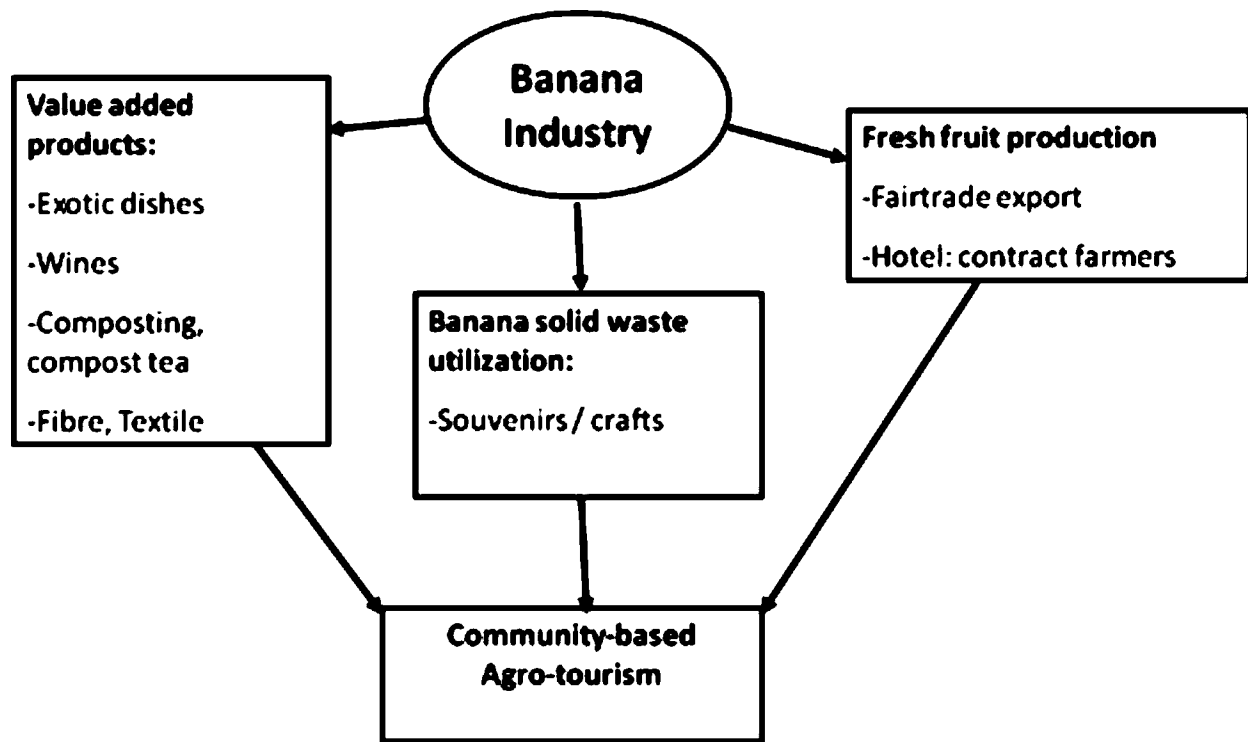 Banana
Industry
Value added
products:
-Exotic dishes
-Wines
-Composting,
compost tea
-Fibre, Textile
Banana solid waste
utilization:
-Souvenirs / crafts
Fresh fruit production
-Fairtrade export
-Hotel: contract farmers
Community-based
Agro-tourism